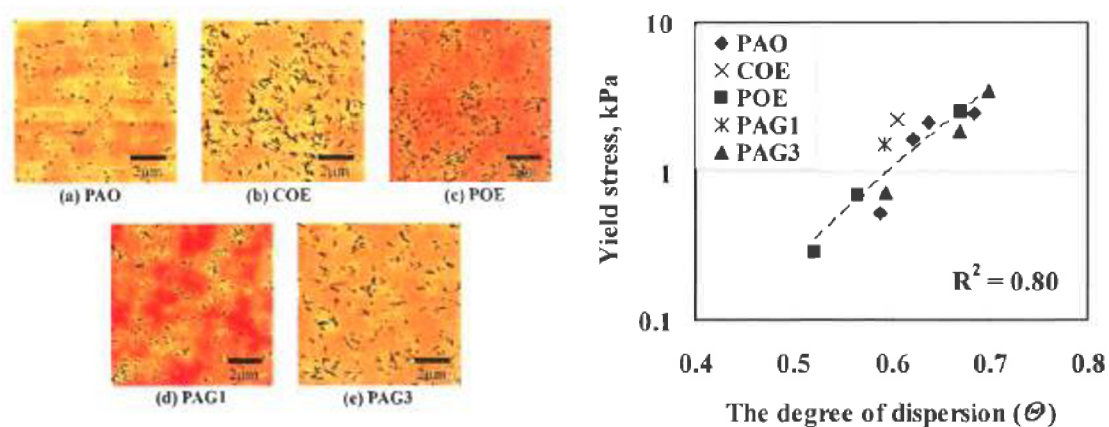 2μm
2μm
2μm
(a) PAO
(b) COE
(c) POE
2μm
2μm
(d) PAG1
(e) PAG3
Yield stress, kPa
10
1
0.1
PAO
COE
POE
PAG1
PAG3
R² = 0.80
0.4 0.5 0.6 0.7 0.8
The degree of dispersion (Θ)